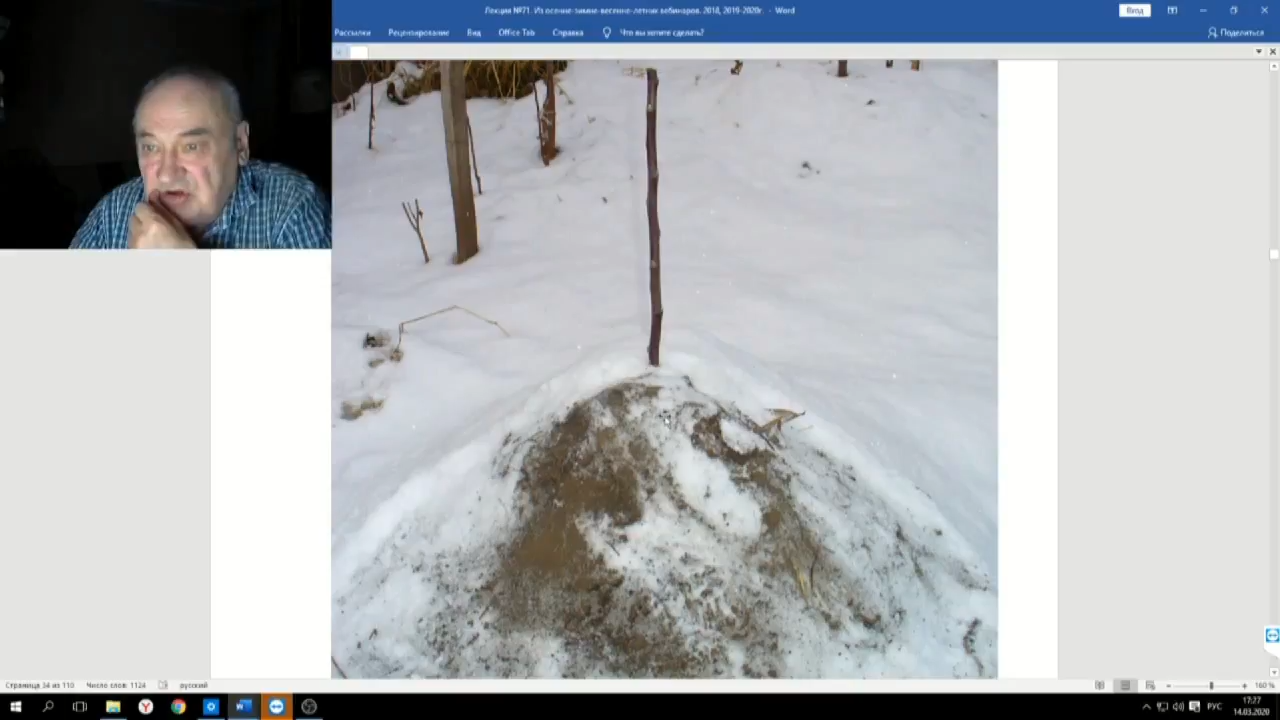 Лекция №71. Из осенне-зимне-весенне-летних вебинаров. 2018, 2019-2020г. - Word
Вход
Рассылки Рецензирование Вид Office Tab Справка Что вы хотите сделать? Поделиться
Страница 34 из 110 Число слов: 1124 русский 160 %
РУС 17:27
14.03.2020